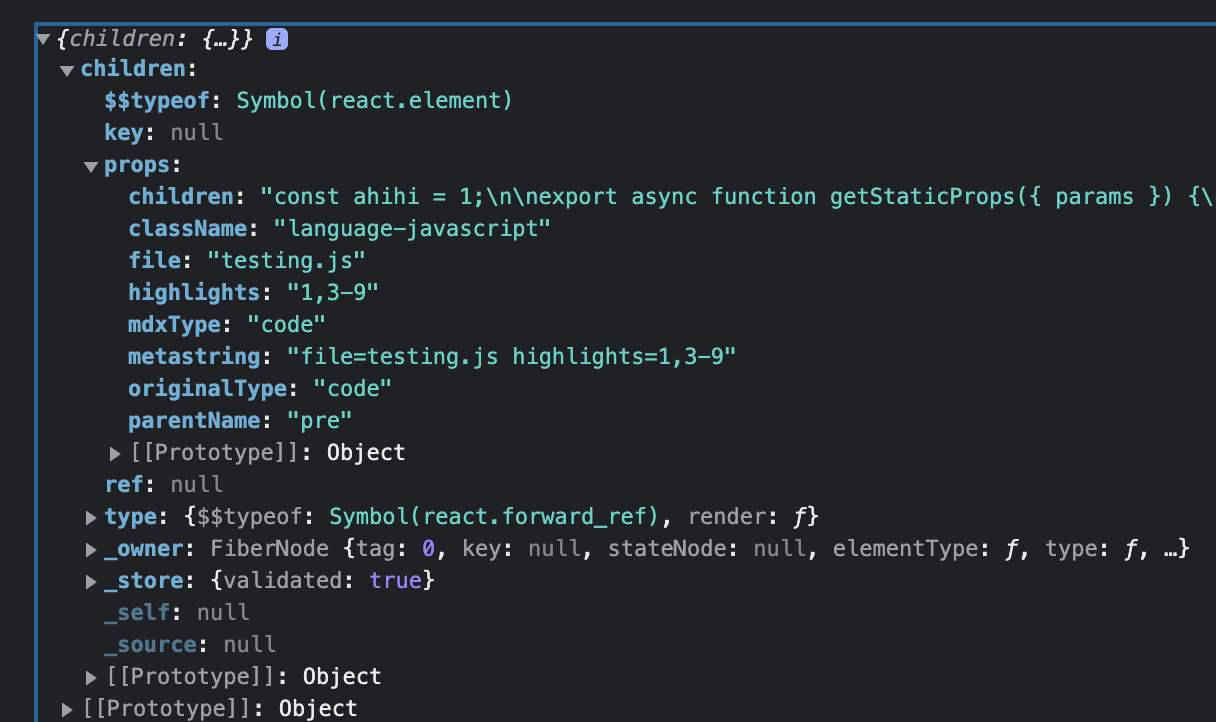 ▼{children: {…}} i
▼children:
$$typeof: Symbol(react.element)
key: null
▼props:
children: "const ahihi = 1;\n\nexport async function getStaticProps({ params }) {\
className: "language-javascript"
file: "testing.js"
highlights: "1,3-9"
mdxType: "code"
metastring: "file=testing.js highlights=1,3-9"
originalType: "code"
parentName: "pre"
▶[[Prototype]]: Object
ref: null
▶type: {$$typeof: Symbol(react.forward_ref), render: ƒ}
▶_owner: FiberNode {tag: 0, key: null, stateNode: null, elementType: ƒ, type: ƒ, …}
▶_store: {validated: true}
_self: null
_source: null
▶[[Prototype]]: Object
▶[[Prototype]]: Object